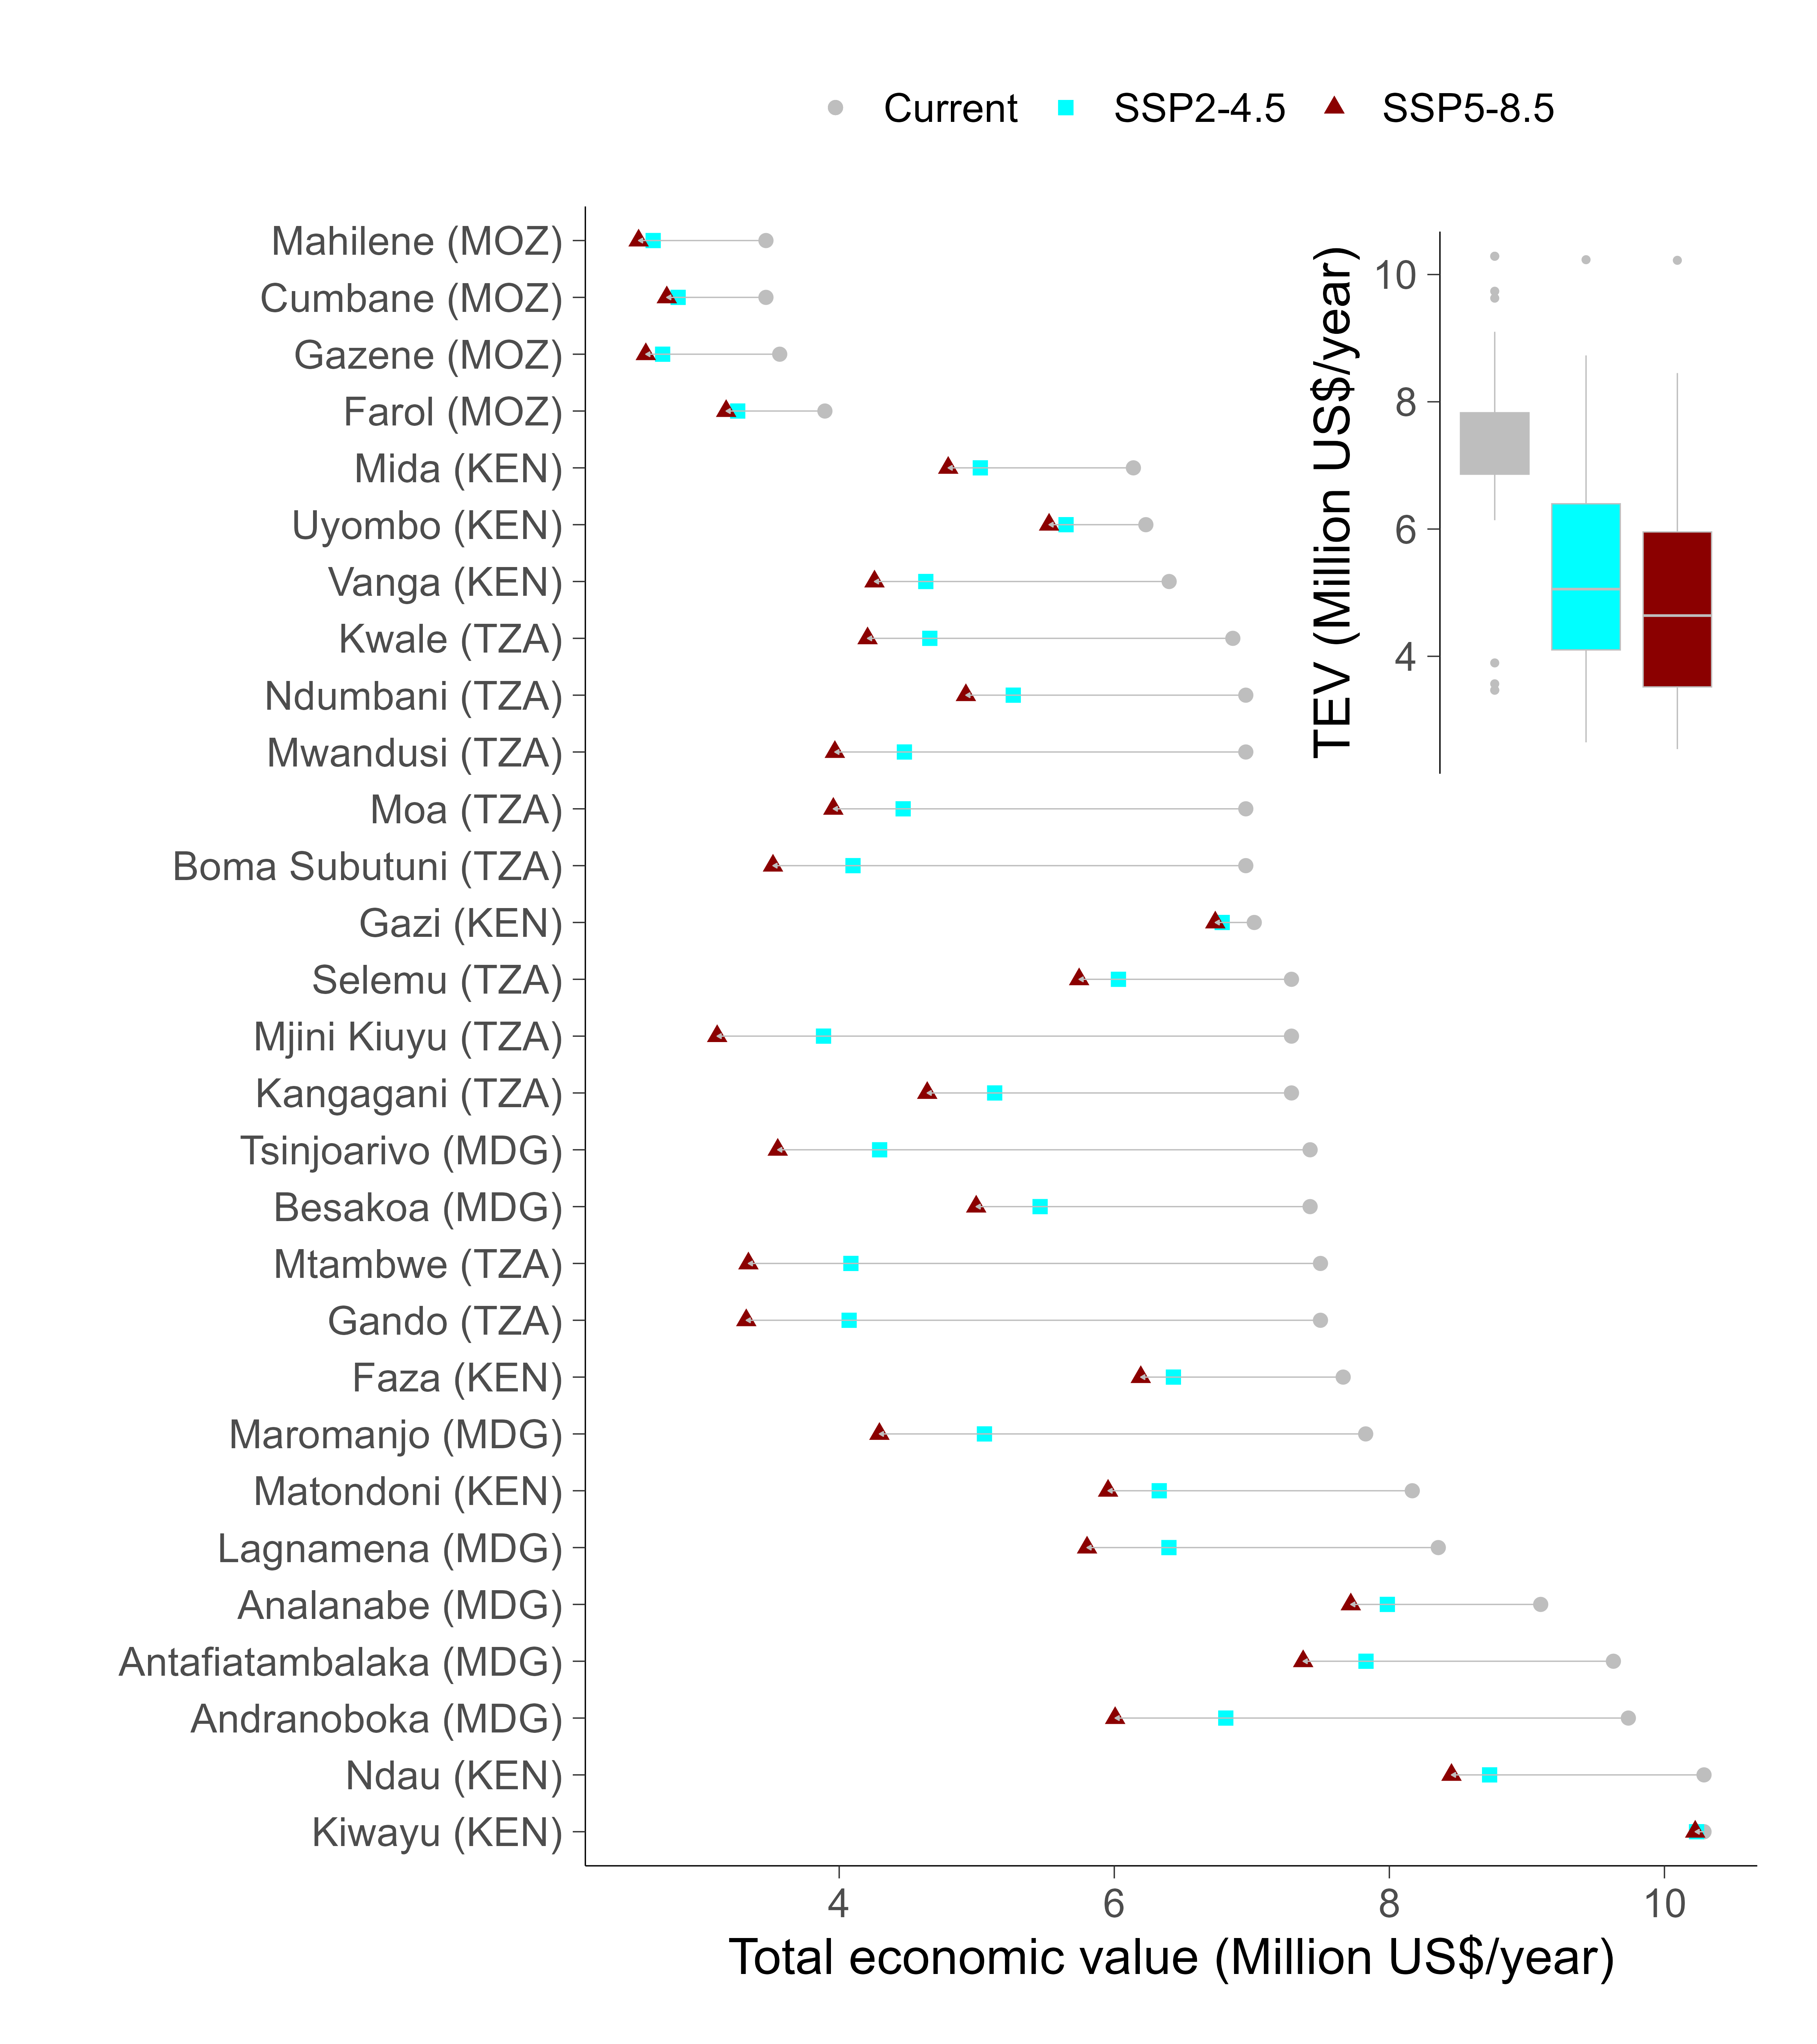 Current SSP2-4.5 SSP5-8.5
Mahilene (MOZ)
Cumbane (MOZ)
Gazene (MOZ)
Farol (MOZ)
Mida (KEN)
Uyombo (KEN)
Vanga (KEN)
Kwale (TZA)
Ndumbani (TZA)
Mwandusi (TZA)
Moa (TZA)
Boma Subutuni (TZA)
Gazi (KEN)
Selemu (TZA)
Mjini Kiuyu (TZA)
Kangagani (TZA)
Tsinjoarivo (MDG)
Besakoa (MDG)
Mtambwe (TZA)
Gando (TZA)
Faza (KEN)
Maromanjo (MDG)
Matondoni (KEN)
Lagnamena (MDG)
Analanabe (MDG)
Antafiatambalaka (MDG)
Andranoboka (MDG)
Ndau (KEN)
Kiwayu (KEN)
4 6 8 10
Total economic value (Million US$/year)
TEV (Million US$/year)
10
8
6
4